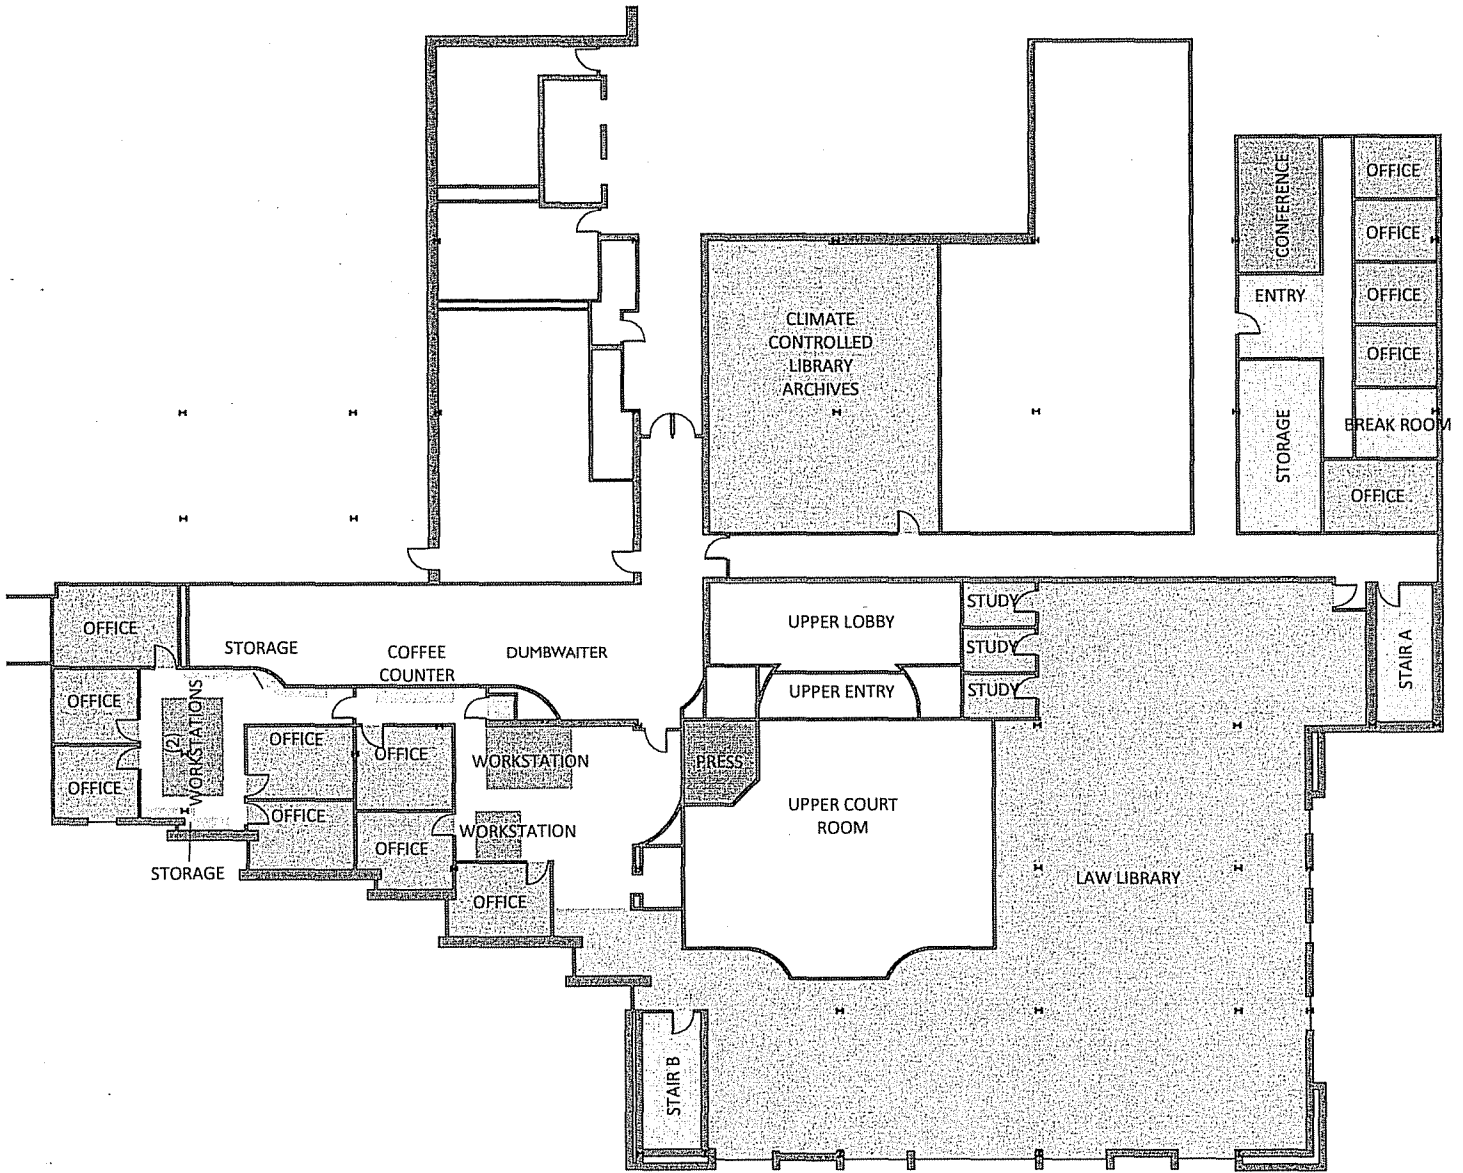 CONFERENCE
OFFICE
OFFICE
ENTRY
OFFICE
CLIMATE
CONTROLLED
LIBRARY
ARCHIVES
OFFICE
STORAGE
BREAK ROOM
OFFICE
OFFICE
STORAGE
COFFEE
COUNTER
DUMBWAITER
UPPER LOBBY
STUDY
STUDY
STUDY
STAIR A
OFFICE
WORKSTATIONS
(2)
UPPER ENTRY
OFFICE
OFFICE
WORKSTATION
PRESS
OFFICE
OFFICE
WORKSTATION
UPPER COURT
ROOM
OFFICE
STORAGE
LAW LIBRARY
OFFICE
STAIR B